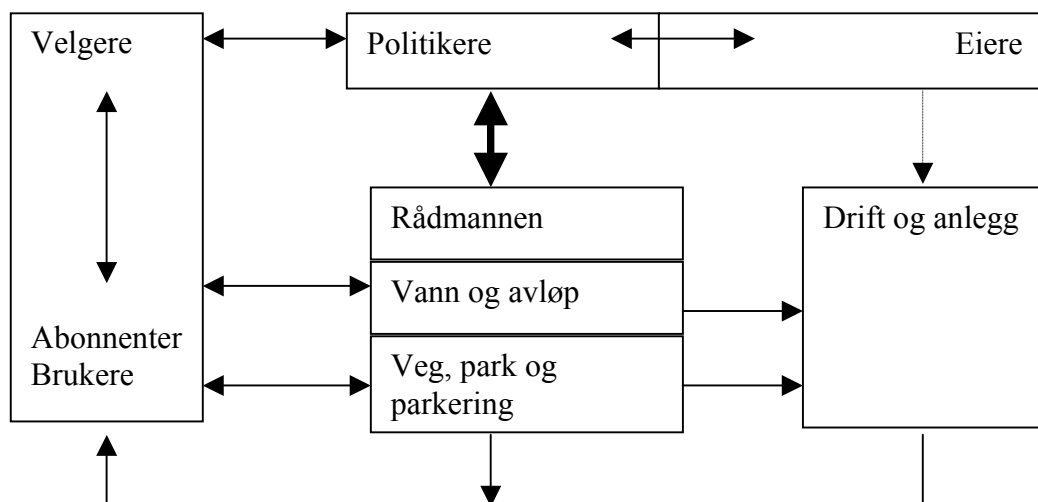 Velgere
Politikere
Eiere
Rådmannen
Drift og anlegg
Vann og avløp
Abonnenter
Brukere
Veg, park og
parkering